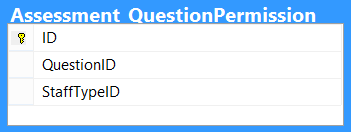 Assessment_QuestionPermission
ID
QuestionID
StaffTypeID